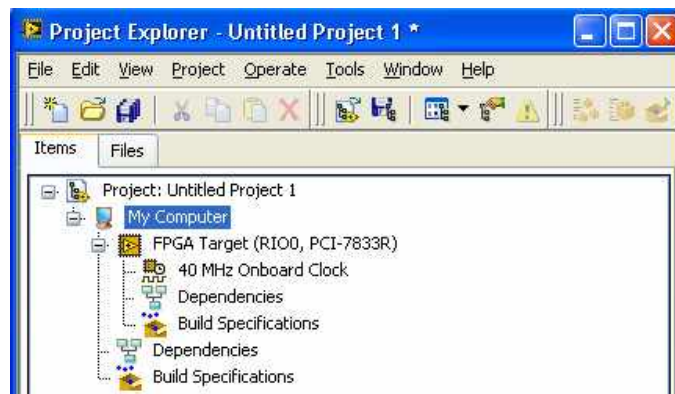 Project Explorer - Untitled Project 1 *
File Edit View Project Operate Tools Window Help
Items Files
Project: Untitled Project 1
My Computer
FPGA Target (RIO0, PCI-7833R)
40 MHz Onboard Clock
Dependencies
Build Specifications
Dependencies
Build Specifications